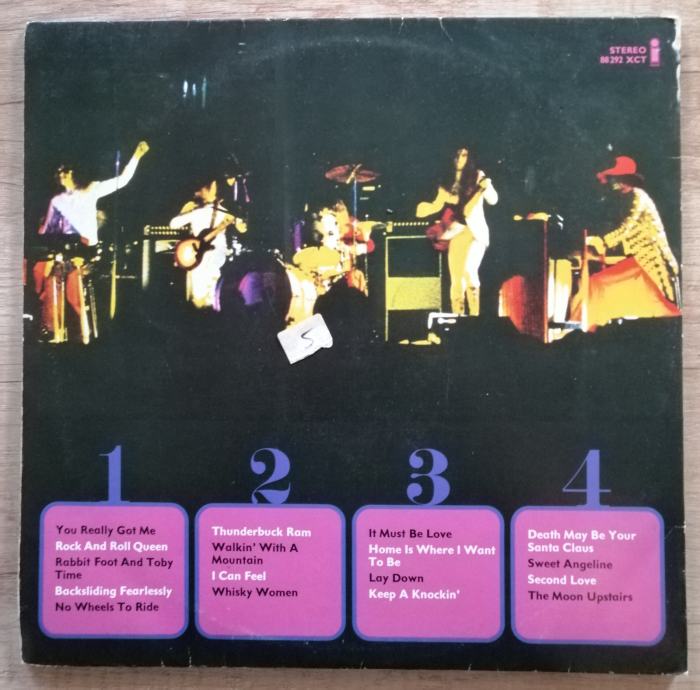 STEREO
88 292 XCT
i
5
1
You Really Got Me
Rock And Roll Queen
Rabbit Foot And Toby
Time
Backsliding Fearlessly
No Wheels To Ride
2
Thunderbuck Ram
Walkin' With A
Mountain
I Can Feel
Whisky Women
3
It Must Be Love
Home Is Where I Want
To Be
Lay Down
Keep A Knockin'
4
Death May Be Your
Santa Claus
Sweet Angeline
Second Love
The Moon Upstairs